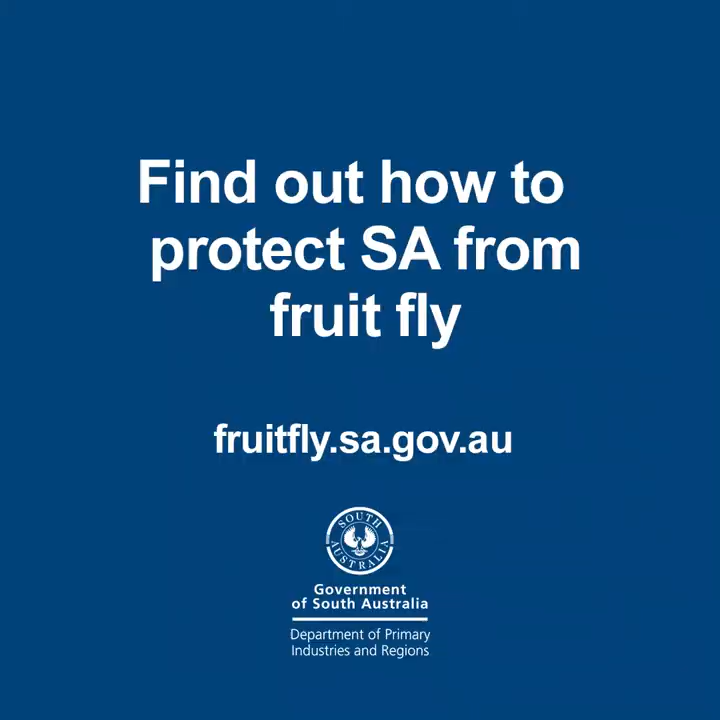 Find out how to
protect SA from
fruit fly
fruitfly.sa.gov.au
SOUTH
AUSTRALIA
Government
of South Australia
Department of Primary
Industries and Regions